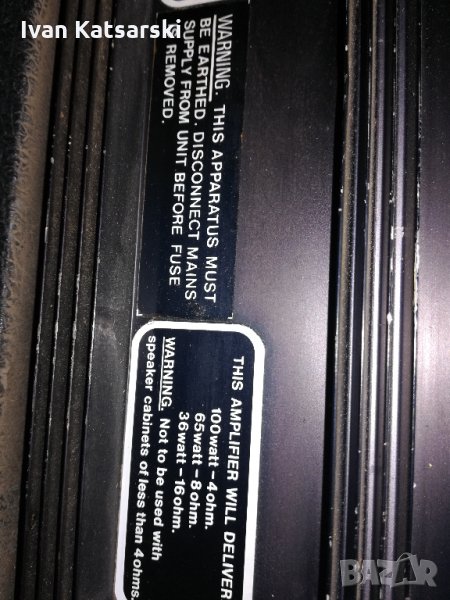 Ivan Katsarski
WARNING. THIS APPARATUS MUST
BE EARTHED. DISCONNECT MAINS
SUPPLY FROM UNIT BEFORE FUSE
IS REMOVED.
THIS AMPLIFIER WILL DELIVER
100watt–4ohm.
65watt–8ohm.
36watt–16ohm.
WARNING. Not to be used with
speaker cabinets of less than 4ohms.
BAZAR